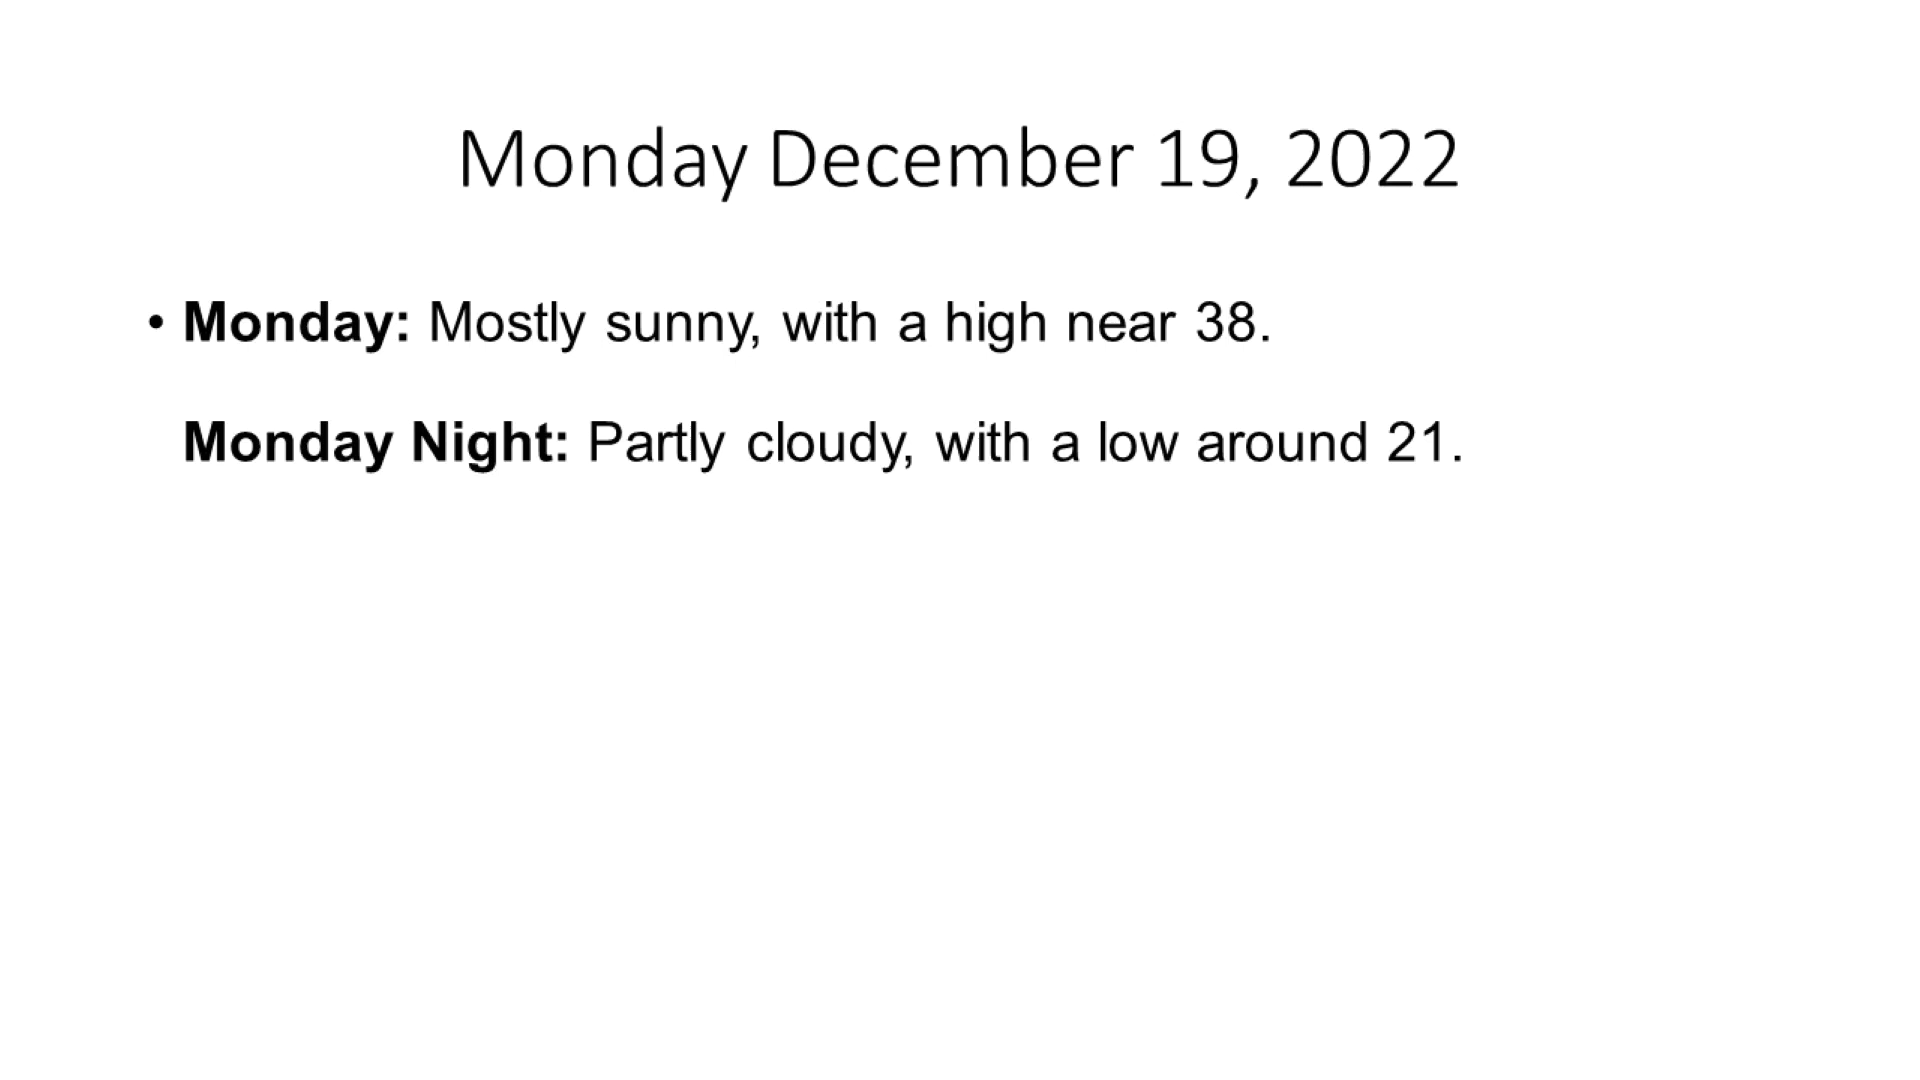 Monday December 19, 2022
• Monday: Mostly sunny, with a high near 38.
Monday Night: Partly cloudy, with a low around 21.